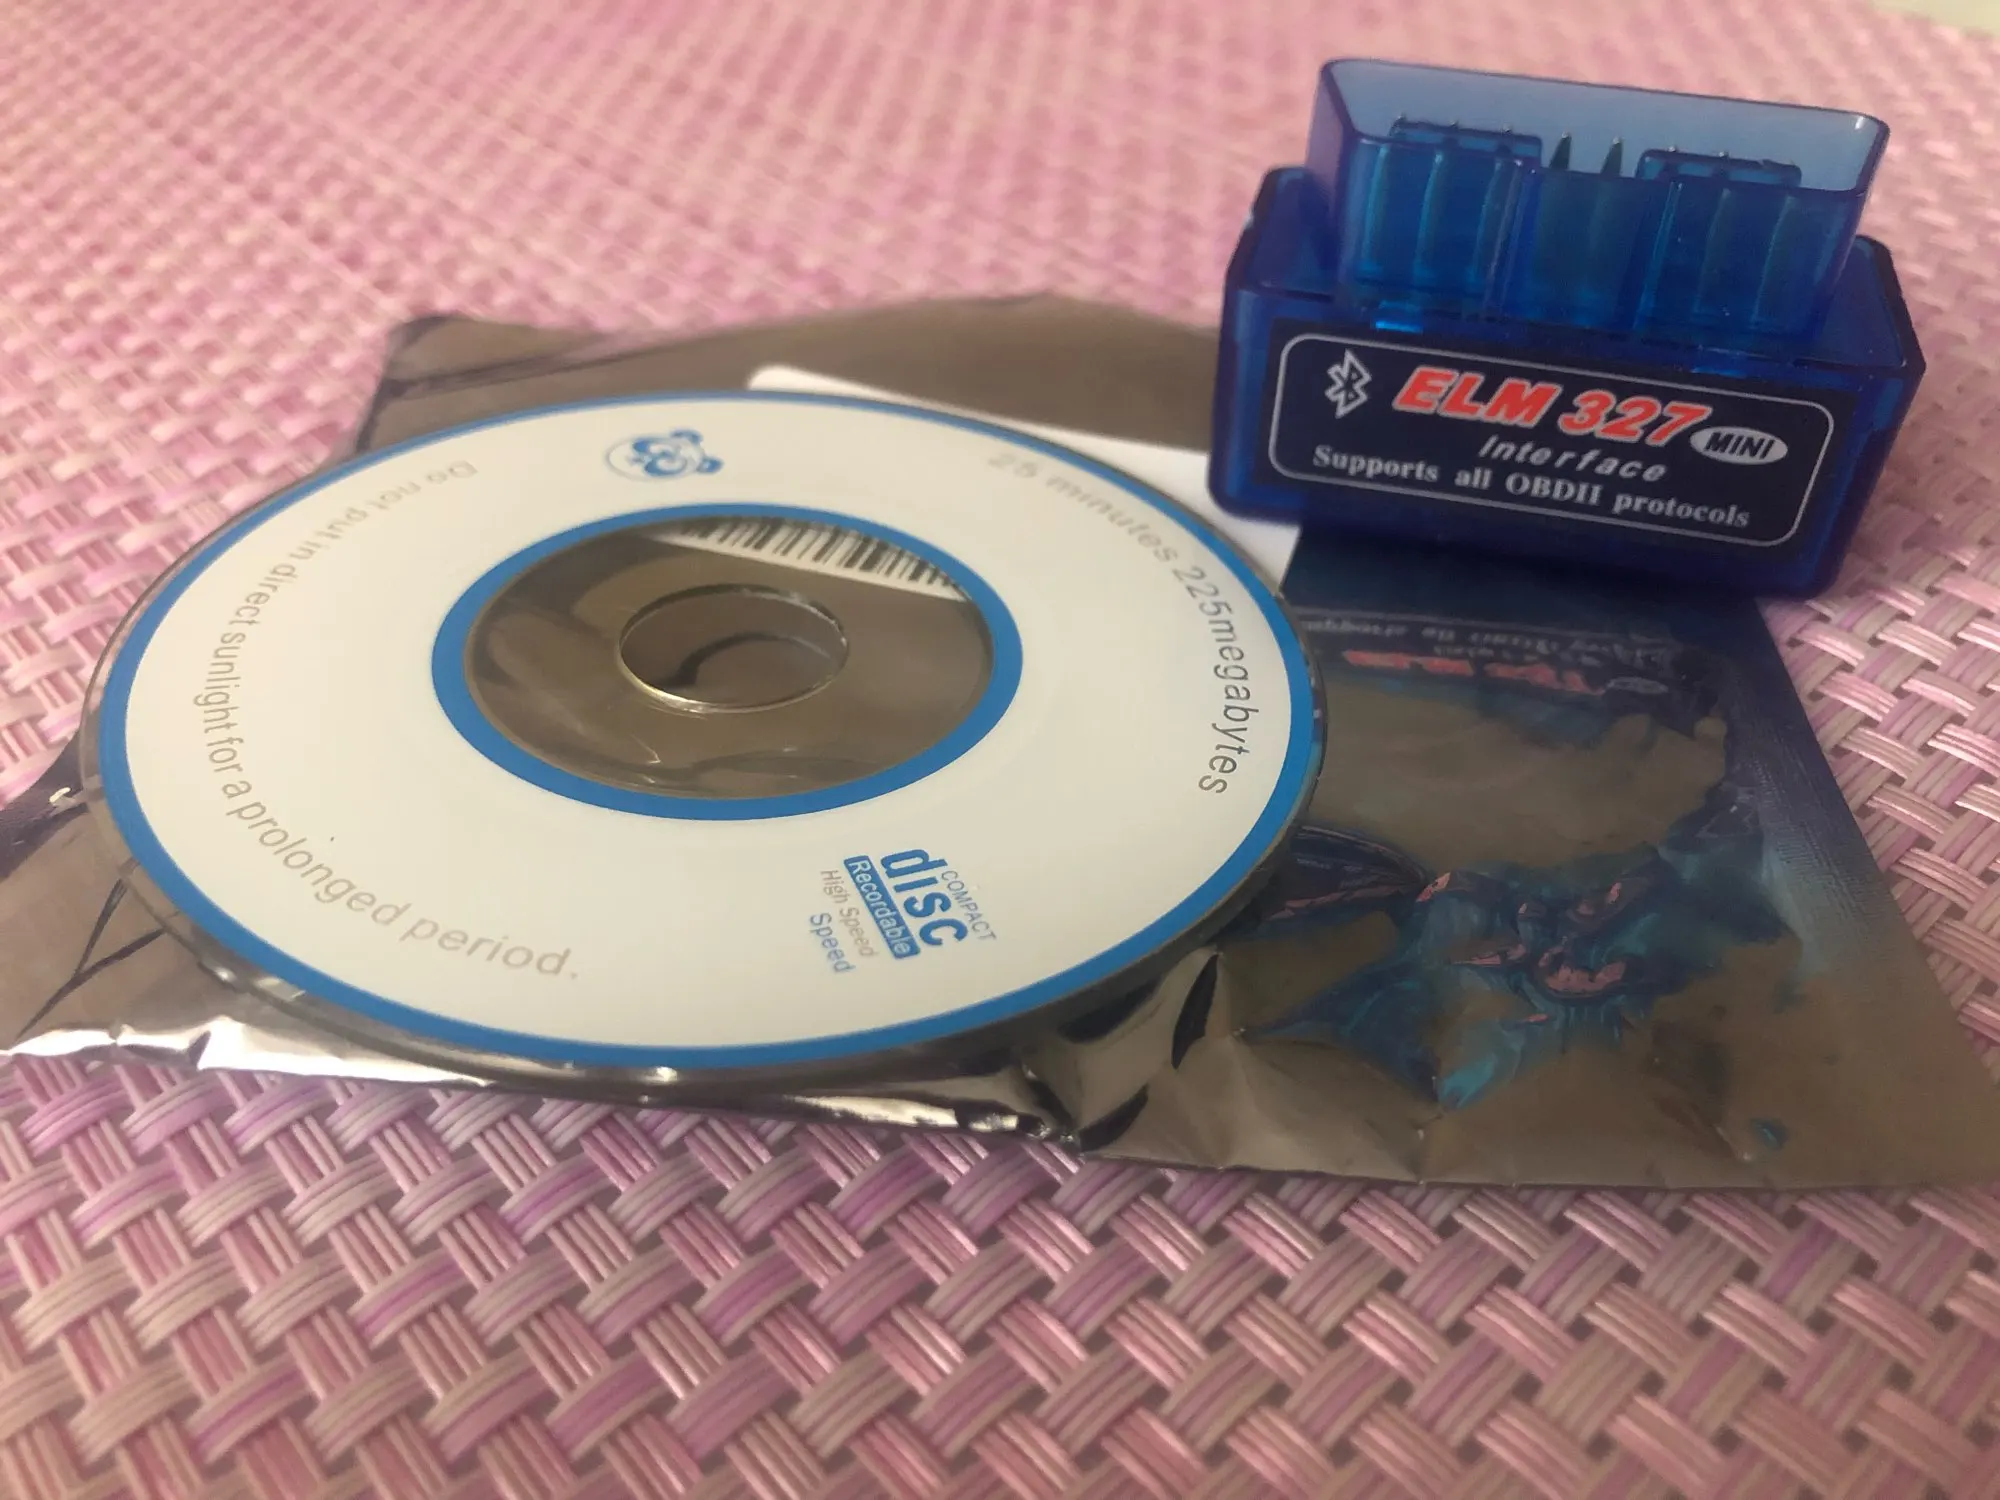 ELM 327
MINI
Interface
Supports all OBDII protocols
25 minutes 225megabytes
Do not put in direct sunlight for a prolonged period.
COMPACT
disc
Recordable
High Speed
Speed